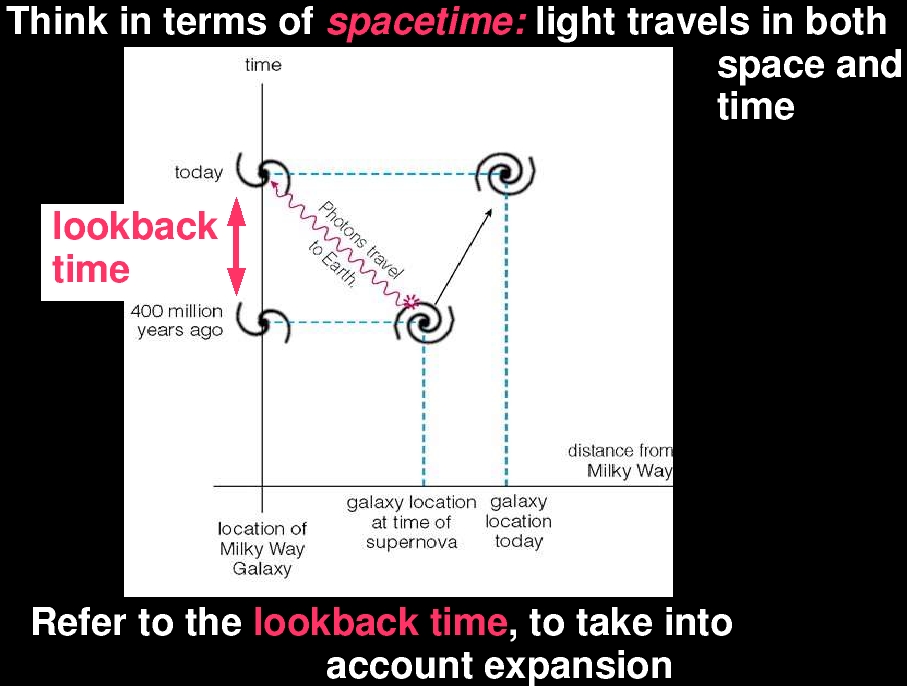 Think in terms of spacetime: light travels in both
space and
time
time
today
lookback
time
Photons travel
to Earth.
400 million
years ago
distance from
Milky Way
galaxy location
at time of
supernova
galaxy
location
today
location of
Milky Way
Galaxy
Refer to the lookback time, to take into
account expansion